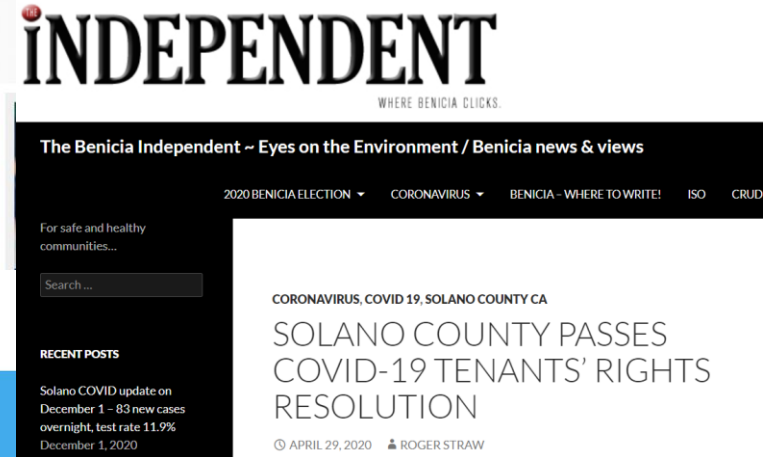 THE
iNDEPENDENT
WHERE BENICIA CLICKS.
The Benicia Independent ~ Eyes on the Environment / Benicia news & views
2020 BENICIA ELECTION CORONAVIRUS BENICIA – WHERE TO WRITE! ISO CRUD
For safe and healthy
communities...
Search ...
RECENT POSTS
Solano COVID update on
December 1 – 83 new cases
overnight, test rate 11.9%
December 1, 2020
CORONAVIRUS, COVID 19, SOLANO COUNTY CA
SOLANO COUNTY PASSES
COVID-19 TENANTS’ RIGHTS
RESOLUTION
APRIL 29, 2020 ROGER STRAW